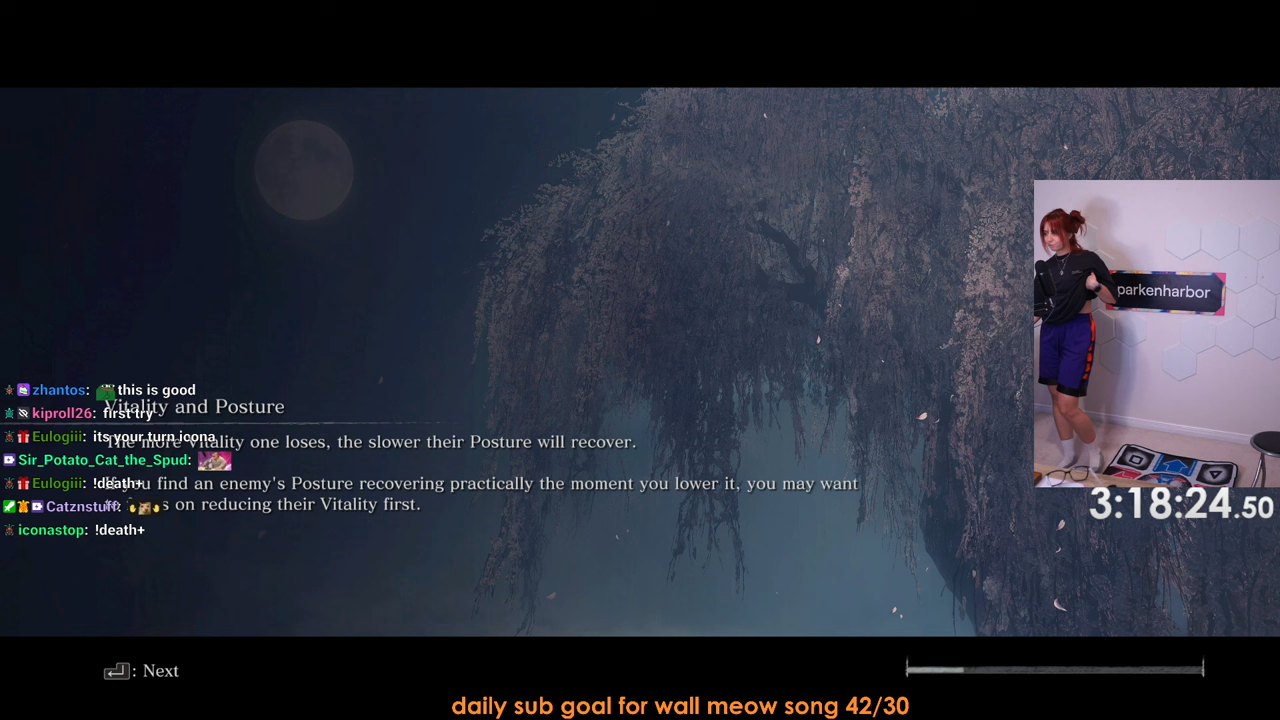 zhantos: this is good
Vitality and Posture
kiproll26: first try
Eulogiii: its your turn icona
The more Vitality one loses, the slower their Posture will recover.
Sir_Potato_Cat_the_Spud:
Eulogiii: !death+
you find an enemy's Posture recovering practically the moment you lower it, you may want
Catznstuff:
on reducing their Vitality first.
iconastop: !death+
parkenharbor
3:18:24.50
: Next
daily sub goal for wall meow song 42/30